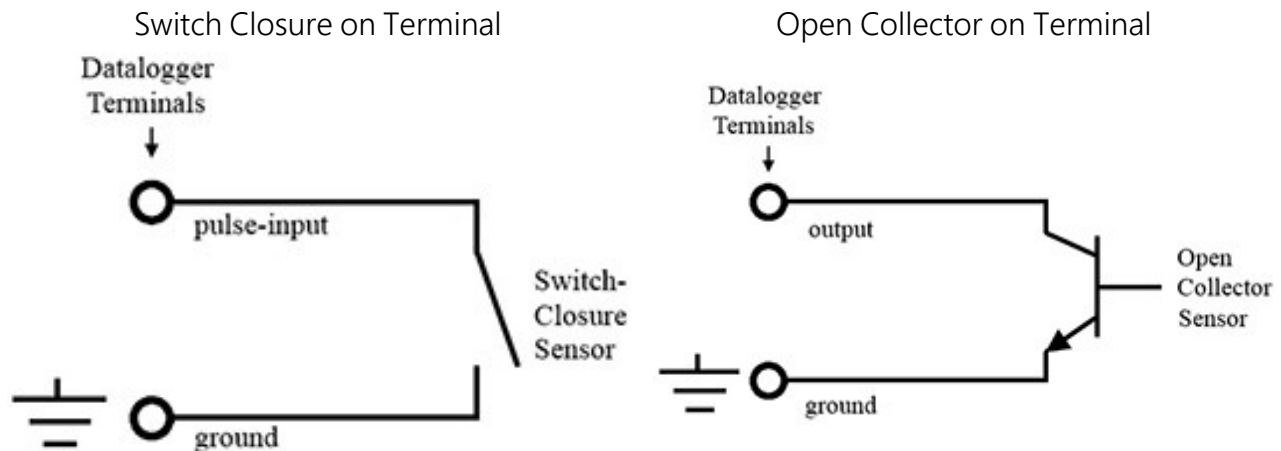 Switch Closure on Terminal
Datalogger
Terminals
pulse-input
Switch-
Closure
Sensor
ground
Open Collector on Terminal
Datalogger
Terminals
output
Open
Collector
Sensor
ground